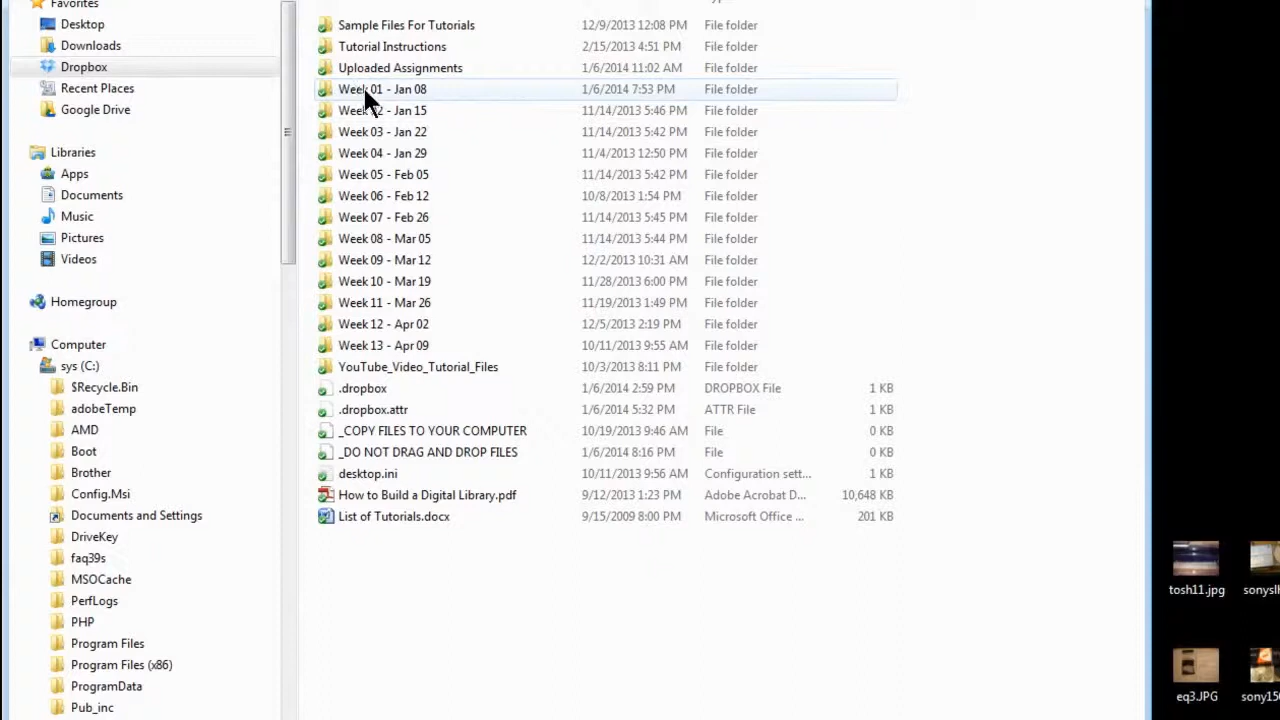 Favorites
Desktop
Downloads
Dropbox
Recent Places
Google Drive
Libraries
Apps
Documents
Music
Pictures
Videos
Homegroup
Computer
sys (C:)
$Recycle.Bin
adobeTemp
AMD
Boot
Brother
Config.Msi
Documents and Settings
DriveKey
faq39s
MSOCache
PerfLogs
PHP
Program Files
Program Files (x86)
ProgramData
Pub_inc
Sample Files For Tutorials 12/9/2013 12:08 PM File folder
Tutorial Instructions 2/15/2013 4:51 PM File folder
Uploaded Assignments 1/6/2014 11:02 AM File folder
Week 01 - Jan 08 1/6/2014 7:53 PM File folder
Week 02 - Jan 15 11/14/2013 5:46 PM File folder
Week 03 - Jan 22 11/14/2013 5:42 PM File folder
Week 04 - Jan 29 11/4/2013 12:50 PM File folder
Week 05 - Feb 05 11/14/2013 5:42 PM File folder
Week 06 - Feb 12 10/8/2013 1:54 PM File folder
Week 07 - Feb 26 11/14/2013 5:45 PM File folder
Week 08 - Mar 05 11/14/2013 5:44 PM File folder
Week 09 - Mar 12 12/2/2013 10:31 AM File folder
Week 10 - Mar 19 11/28/2013 6:00 PM File folder
Week 11 - Mar 26 11/19/2013 1:49 PM File folder
Week 12 - Apr 02 12/5/2013 2:19 PM File folder
Week 13 - Apr 09 10/11/2013 9:55 AM File folder
YouTube_Video_Tutorial_Files 10/3/2013 8:11 PM File folder
.dropbox 1/6/2014 2:59 PM DROPBOX File 1 KB
.dropbox.attr 1/6/2014 5:32 PM ATTR File 1 KB
_COPY FILES TO YOUR COMPUTER 10/19/2013 9:46 AM File 0 KB
_DO NOT DRAG AND DROP FILES 1/6/2014 8:16 PM File 0 KB
desktop.ini 10/11/2013 9:56 AM Configuration sett... 1 KB
How to Build a Digital Library.pdf 9/12/2013 1:23 PM Adobe Acrobat D... 10,648 KB
List of Tutorials.docx 9/15/2009 8:00 PM Microsoft Office ... 201 KB
tosh11.jpg
eq3.JPG